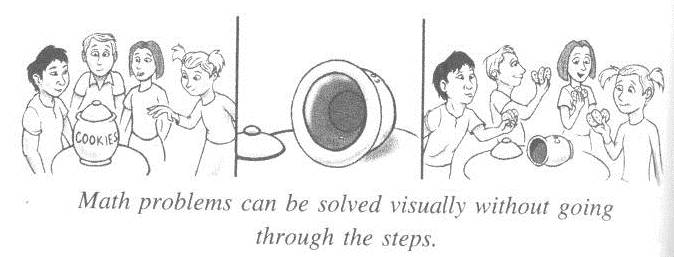 COOKIES
Math problems can be solved visually without going
through the steps.